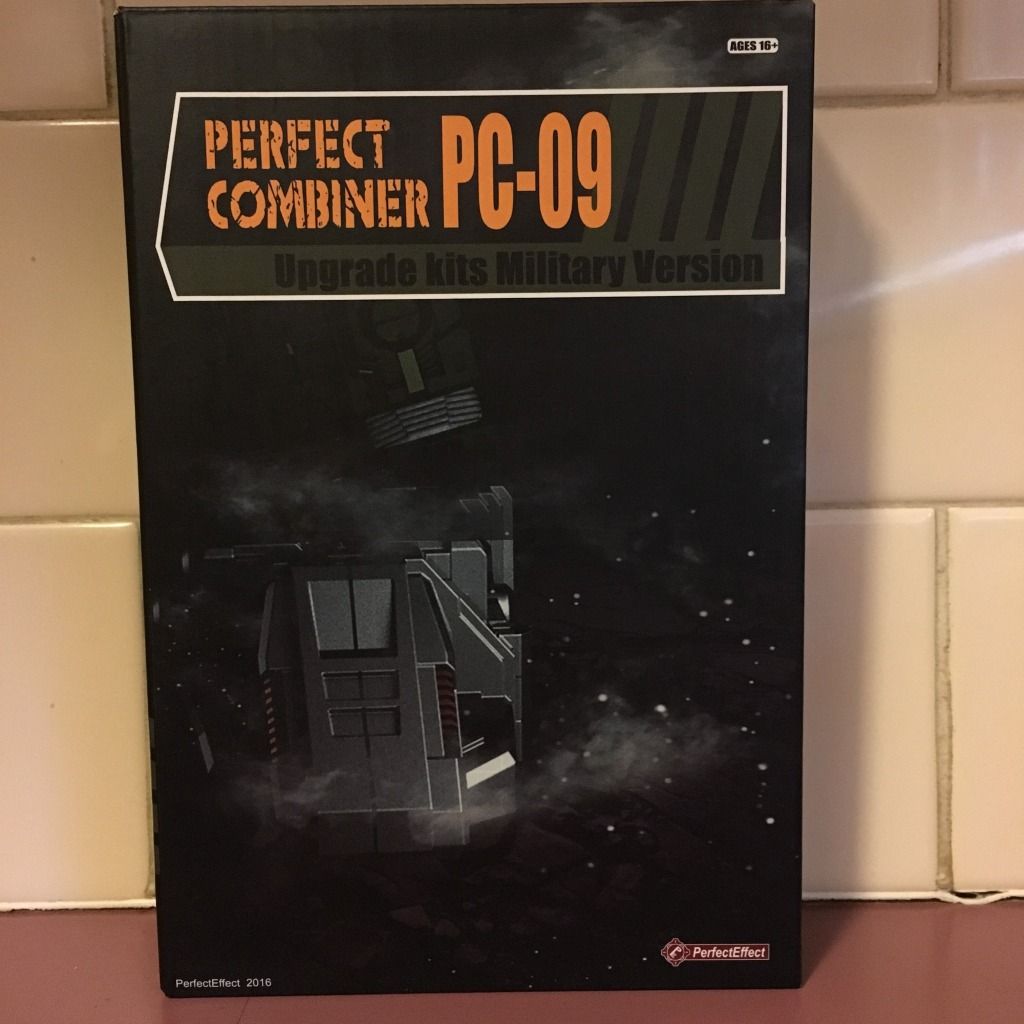 AGES 16+
PERFECT
COMBINER PC-09
Upgrade kits Military Version
PerfectEffect
PerfectEffect 2016